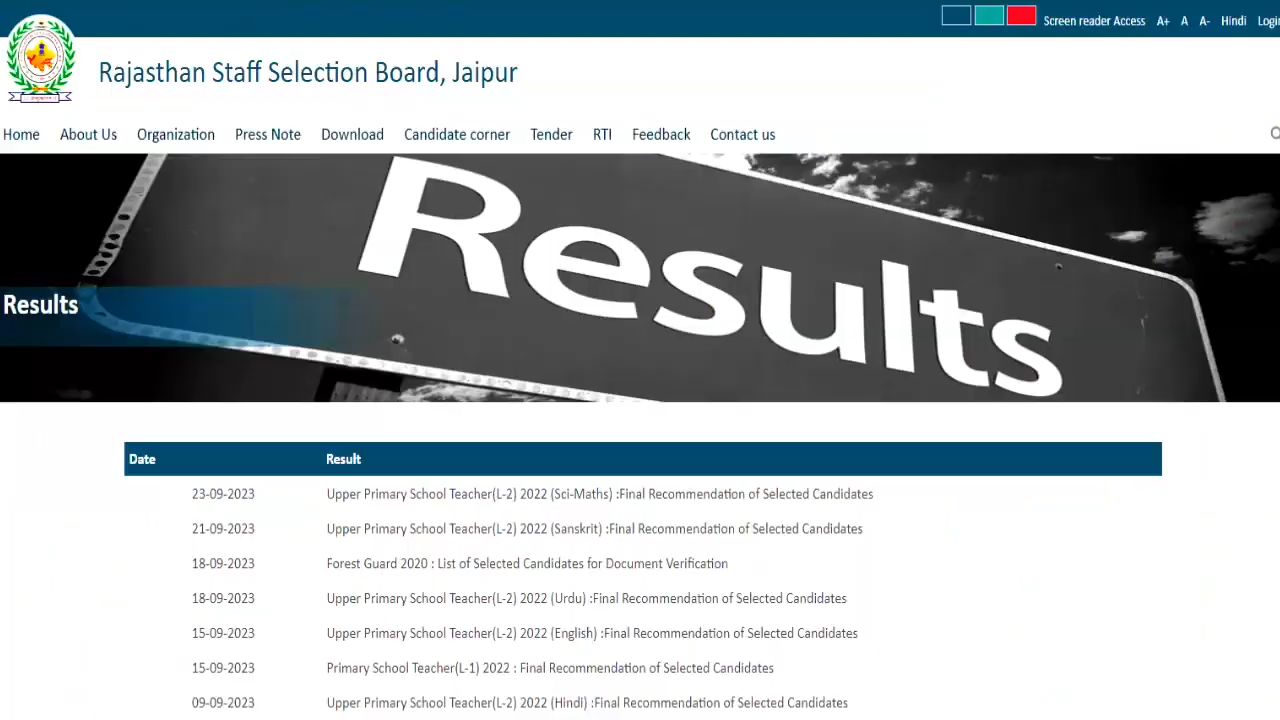 Screen reader Access A+ A A- Hindi Login
Rajasthan Staff Selection Board, Jaipur
Home About Us Organization Press Note Download Candidate corner Tender RTI Feedback Contact us
Results
Results
Date Result
23-09-2023 Upper Primary School Teacher(L-2) 2022 (Sci-Maths) :Final Recommendation of Selected Candidates
21-09-2023 Upper Primary School Teacher(L-2) 2022 (Sanskrit) :Final Recommendation of Selected Candidates
18-09-2023 Forest Guard 2020 : List of Selected Candidates for Document Verification
18-09-2023 Upper Primary School Teacher(L-2) 2022 (Urdu) :Final Recommendation of Selected Candidates
15-09-2023 Upper Primary School Teacher(L-2) 2022 (English) :Final Recommendation of Selected Candidates
15-09-2023 Primary School Teacher(L-1) 2022 : Final Recommendation of Selected Candidates
09-09-2023 Upper Primary School Teacher(L-2) 2022 (Hindi) :Final Recommendation of Selected Candidates